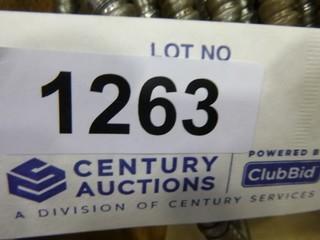 LOT NO
1263
CENTURY AUCTIONS
POWERED B
ClubBid
A DIVISION OF CENTURY SERVICES